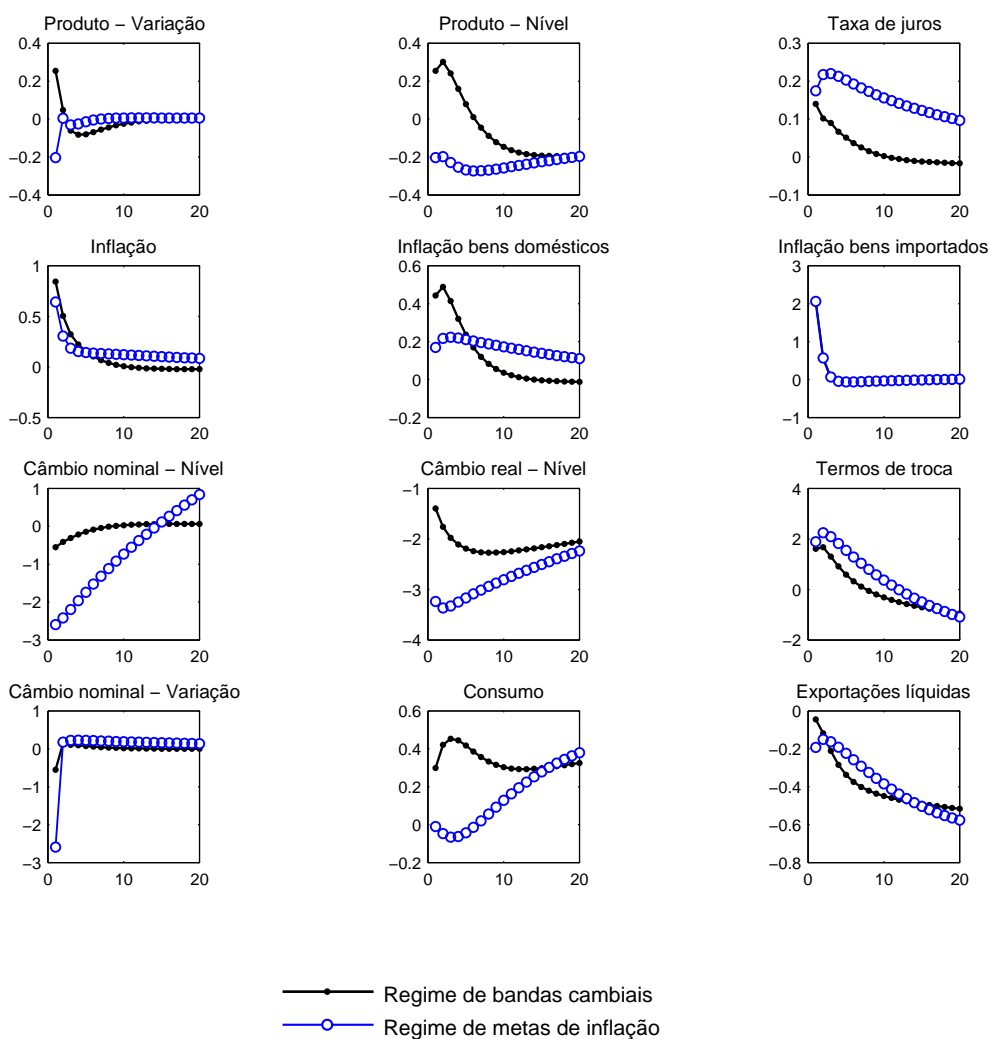 Produto − Variação
Produto − Nível
Taxa de juros
0.4
0.2
0
−0.2
−0.4
0 10 20
0.4
0.2
0
−0.2
−0.4
0 10 20
0.3
0.2
0.1
0
−0.1
0 10 20
Inflação
Inflação bens domésticos
Inflação bens importados
1
0.5
0
−0.5
0 10 20
0.6
0.4
0.2
0
−0.2
0 10 20
3
2
1
0
−1
0 10 20
Câmbio nominal − Nível
Câmbio real − Nível
Termos de troca
1
0
−1
−2
−3
0 10 20
−1
−2
−3
−4
0 10 20
4
2
0
−2
0 10 20
Câmbio nominal − Variação
Consumo
Exportações líquidas
1
0
−1
−2
−3
0 10 20
0.6
0.4
0.2
0
−0.2
0 10 20
0
−0.2
−0.4
−0.6
−0.8
0 10 20
Regime de bandas cambiais
Regime de metas de inflação